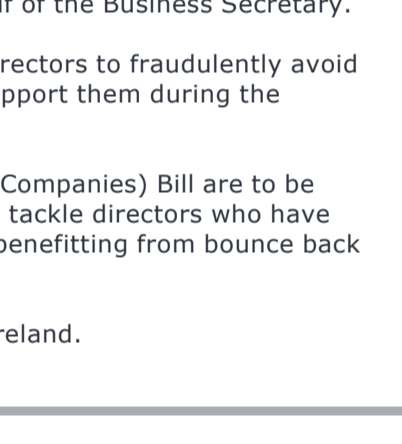 of the Business Secretary.
rectors to fraudulently avoid
pport them during the
Companies) Bill are to be
tackle directors who have
benefitting from bounce back
reland.